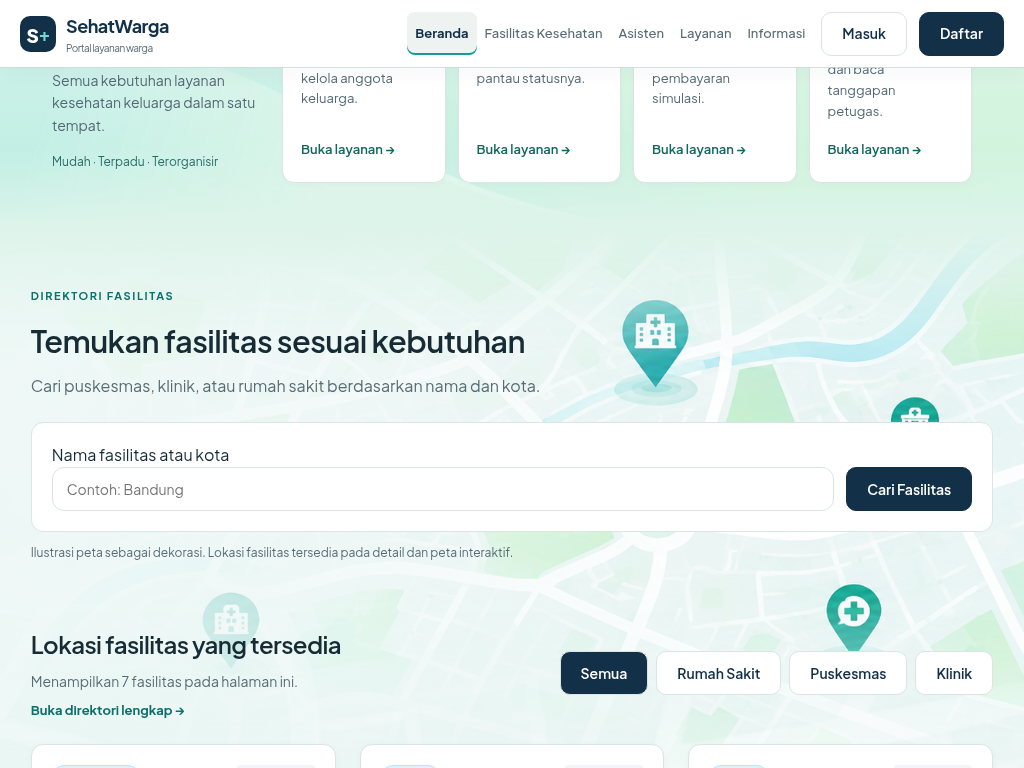 S+ SehatWarga
Portal layanan warga
Beranda Fasilitas Kesehatan Asisten Layanan Informasi Masuk Daftar
Semua kebutuhan layanan
kesehatan keluarga dalam satu
tempat.
Mudah · Terpadu · Terorganisir
kelola anggota
keluarga.
Buka layanan →
pantau statusnya.
Buka layanan →
pembayaran
simulasi.
Buka layanan →
dan baca
tanggapan
petugas.
Buka layanan →
DIREKTORI FASILITAS
Temukan fasilitas sesuai kebutuhan
Cari puskesmas, klinik, atau rumah sakit berdasarkan nama dan kota.
Nama fasilitas atau kota
Contoh: Bandung
Cari Fasilitas
Ilustrasi peta sebagai dekorasi. Lokasi fasilitas tersedia pada detail dan peta interaktif.
Lokasi fasilitas yang tersedia
Menampilkan 7 fasilitas pada halaman ini.
Buka direktori lengkap →
Semua Rumah Sakit Puskesmas Klinik